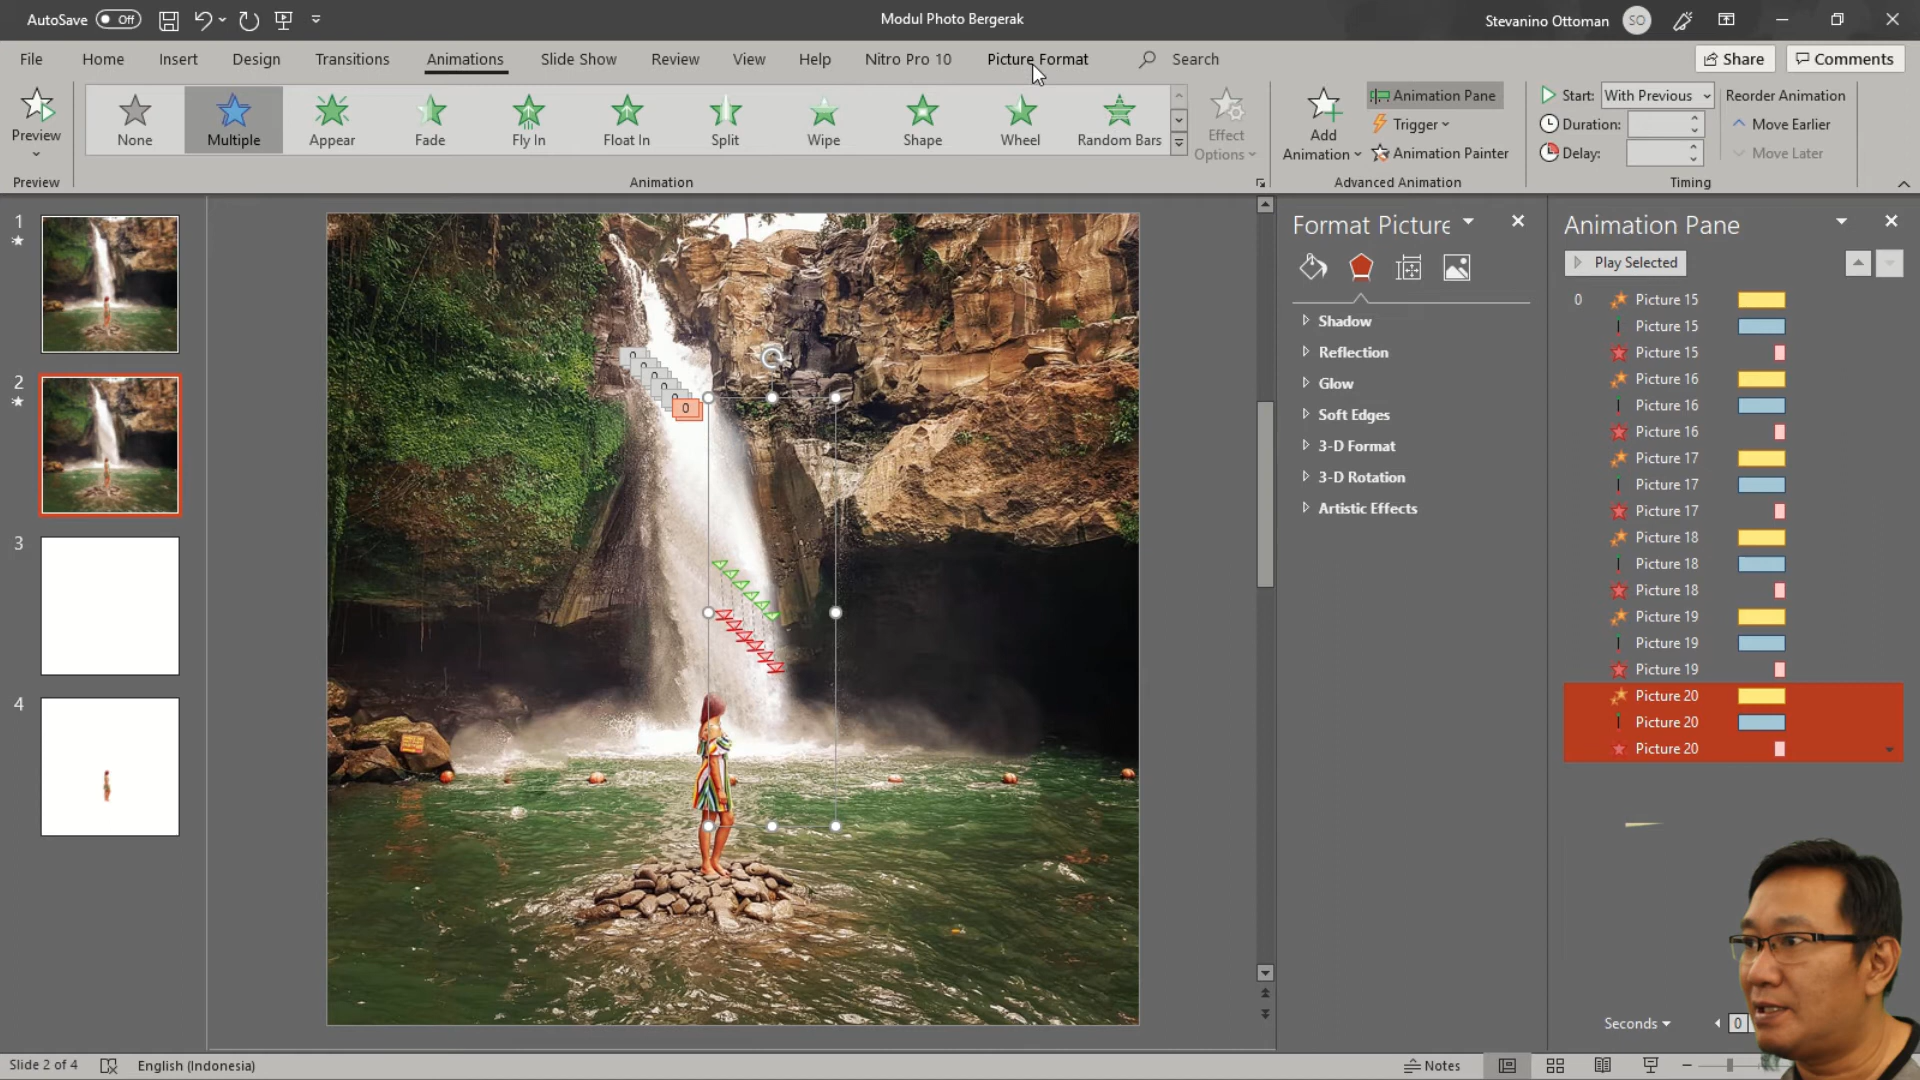 AutoSave Off
Modul Photo Bergerak
Stevanino Ottoman SO
File Home Insert Design Transitions Animations Slide Show Review View Help Nitro Pro 10 Picture Format Search
Share Comments
Preview
Preview
None Multiple Appear Fade Fly In Float In Split Wipe Shape Wheel Random Bars
Animation
Effect
Options
Add
Animation
Animation Pane
Trigger
Animation Painter
Advanced Animation
Start: With Previous
Duration:
Delay:
Timing
Reorder Animation
Move Earlier
Move Later
1
2
3
4
0
0
0
0
0
0
Format Picture
Shadow
Reflection
Glow
Soft Edges
3-D Format
3-D Rotation
Artistic Effects
Animation Pane
Play Selected
0 Picture 15
Picture 15
Picture 15
Picture 16
Picture 16
Picture 16
Picture 17
Picture 17
Picture 17
Picture 18
Picture 18
Picture 18
Picture 19
Picture 19
Picture 19
Picture 20
Picture 20
Picture 20
Seconds 0
Slide 2 of 4 English (Indonesia)
Notes